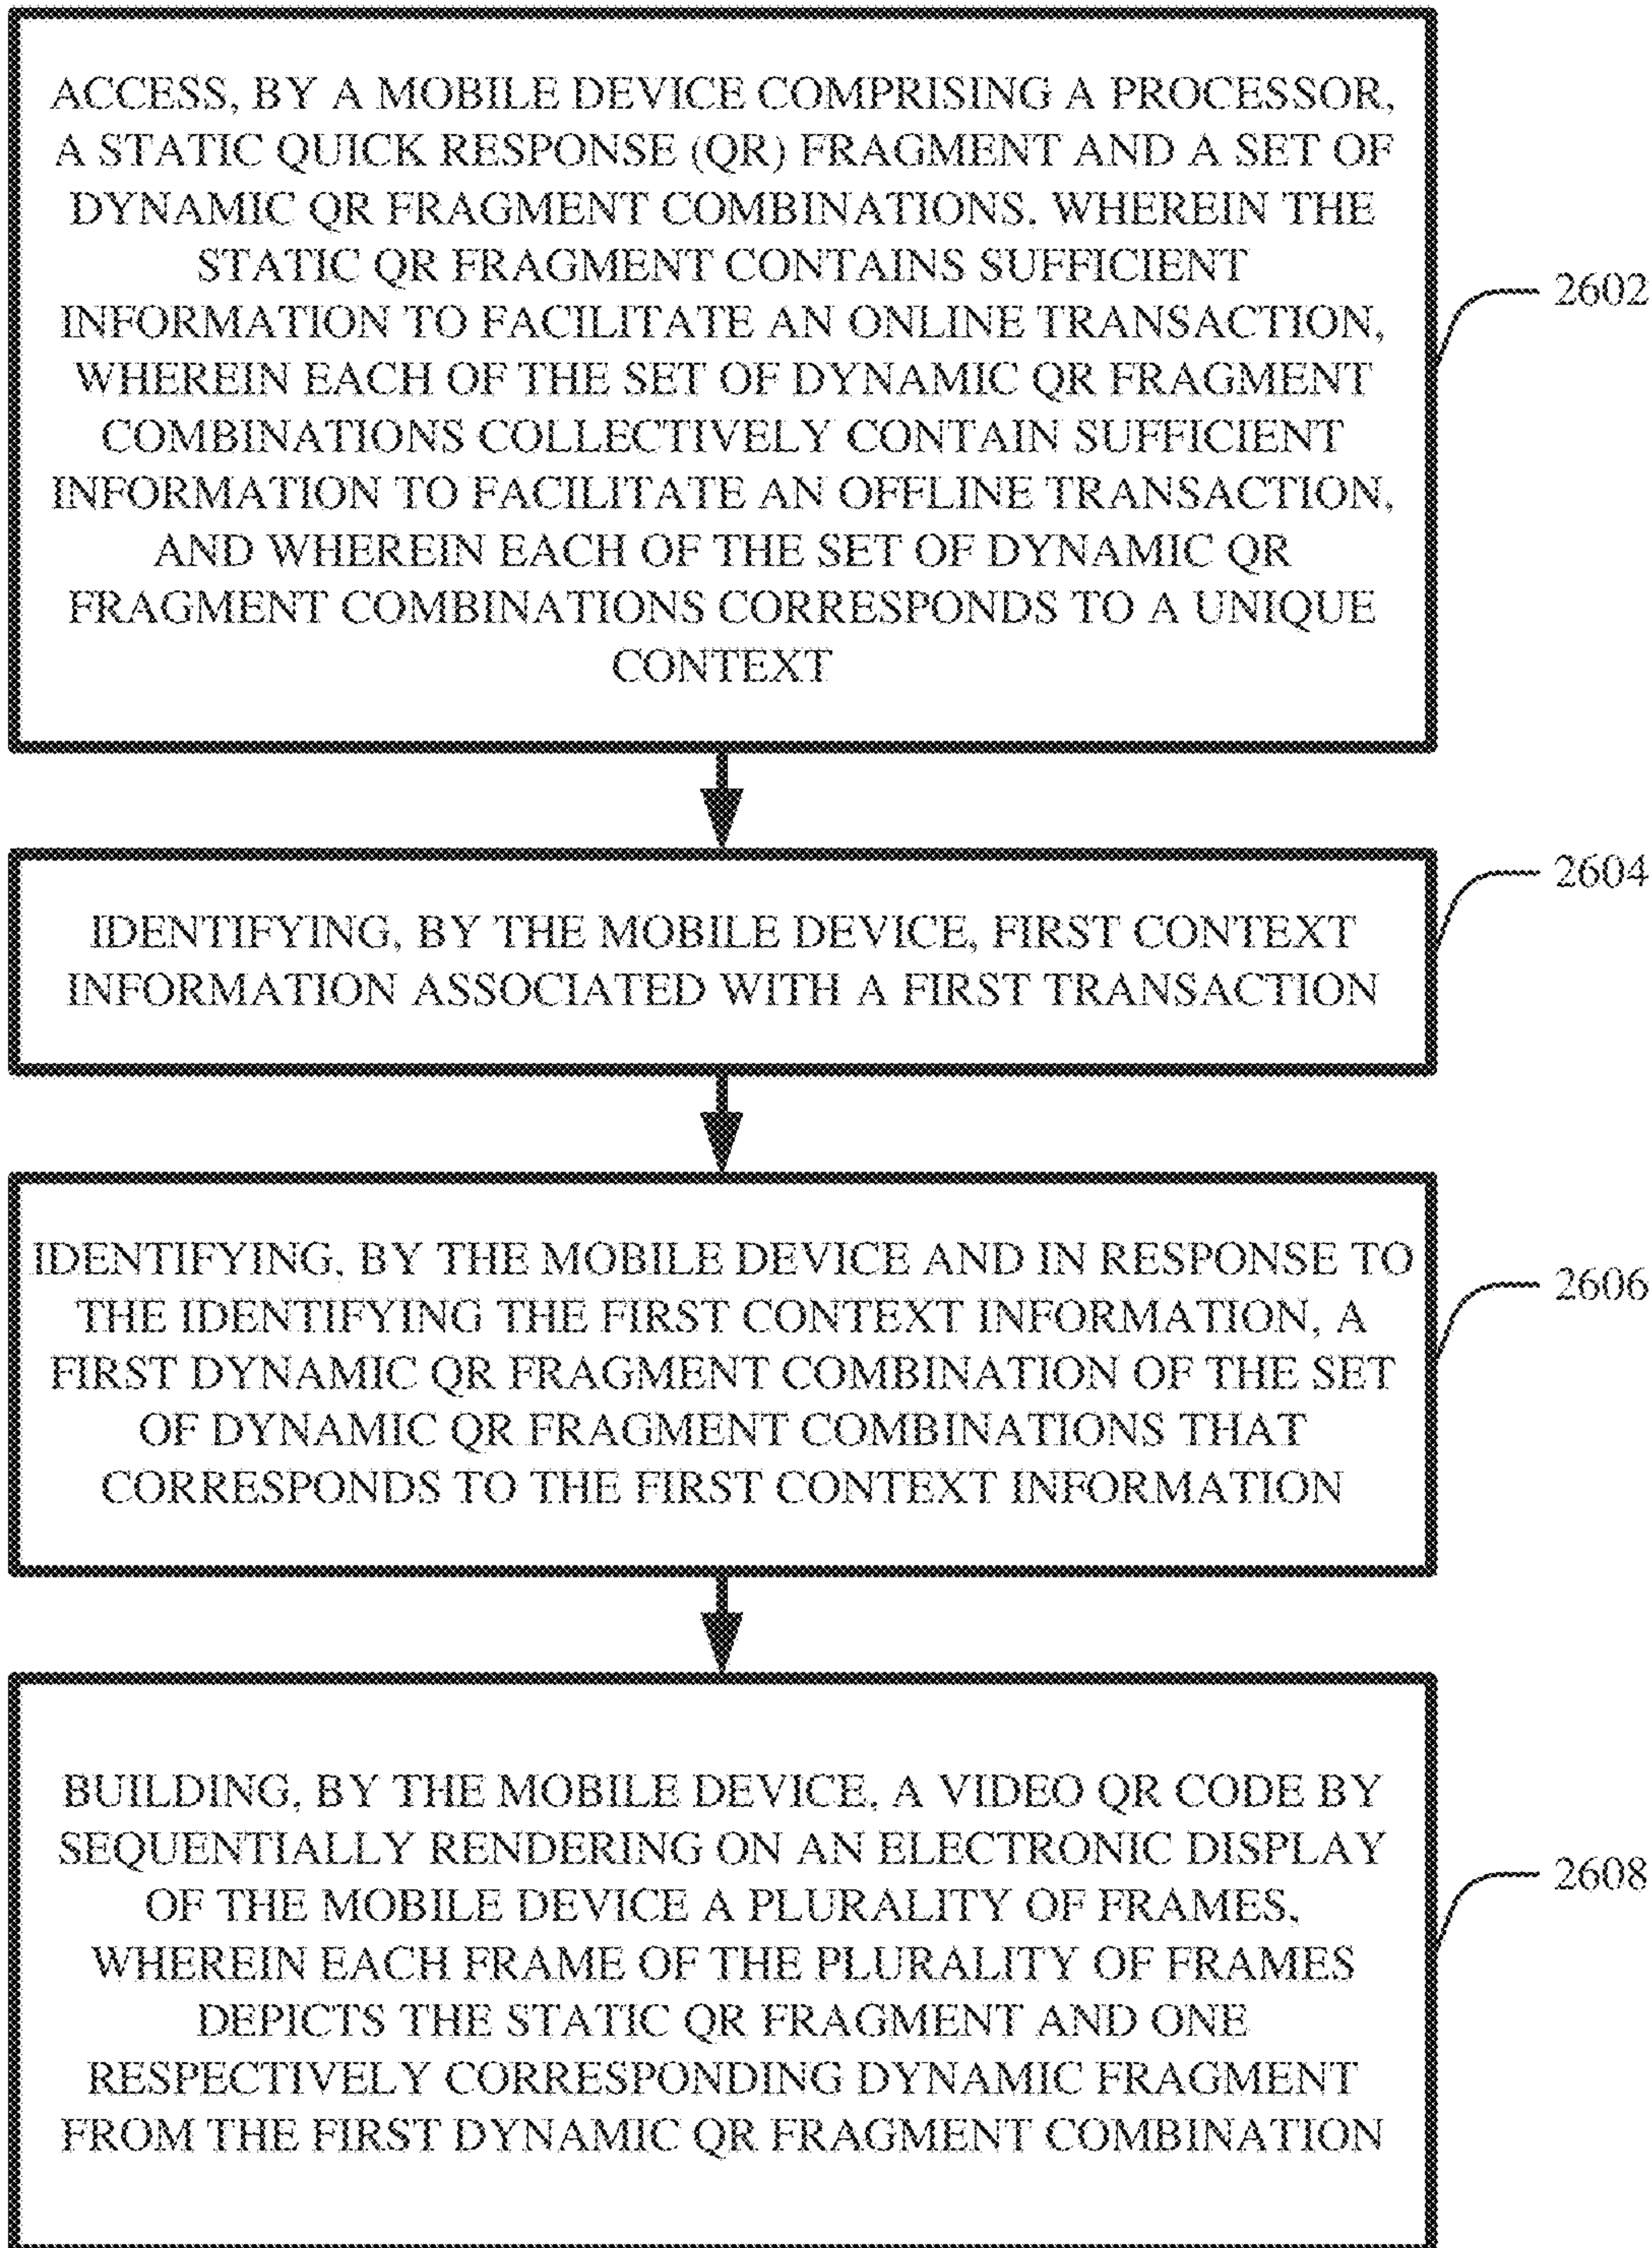 ACCESS, BY A MOBILE DEVICE COMPRISING A PROCESSOR,
A STATIC QUICK RESPONSE (QR) FRAGMENT AND A SET OF
DYNAMIC QR FRAGMENT COMBINATIONS, WHEREIN THE
STATIC QR FRAGMENT CONTAINS SUFFICIENT
INFORMATION TO FACILITATE AN ONLINE TRANSACTION,
WHEREIN EACH OF THE SET OF DYNAMIC QR FRAGMENT
COMBINATIONS COLLECTIVELY CONTAIN SUFFICIENT
INFORMATION TO FACILITATE AN OFFLINE TRANSACTION,
AND WHEREIN EACH OF THE SET OF DYNAMIC QR
FRAGMENT COMBINATIONS CORRESPONDS TO A UNIQUE
CONTEXT
2602
IDENTIFYING, BY THE MOBILE DEVICE, FIRST CONTEXT
INFORMATION ASSOCIATED WITH A FIRST TRANSACTION
2604
IDENTIFYING, BY THE MOBILE DEVICE AND IN RESPONSE TO
THE IDENTIFYING THE FIRST CONTEXT INFORMATION, A
FIRST DYNAMIC QR FRAGMENT COMBINATION OF THE SET
OF DYNAMIC QR FRAGMENT COMBINATIONS THAT
CORRESPONDS TO THE FIRST CONTEXT INFORMATION
2606
BUILDING, BY THE MOBILE DEVICE, A VIDEO QR CODE BY
SEQUENTIALLY RENDERING ON AN ELECTRONIC DISPLAY
OF THE MOBILE DEVICE A PLURALITY OF FRAMES,
WHEREIN EACH FRAME OF THE PLURALITY OF FRAMES
DEPICTS THE STATIC QR FRAGMENT AND ONE
RESPECTIVELY CORRESPONDING DYNAMIC FRAGMENT
FROM THE FIRST DYNAMIC QR FRAGMENT COMBINATION
2608